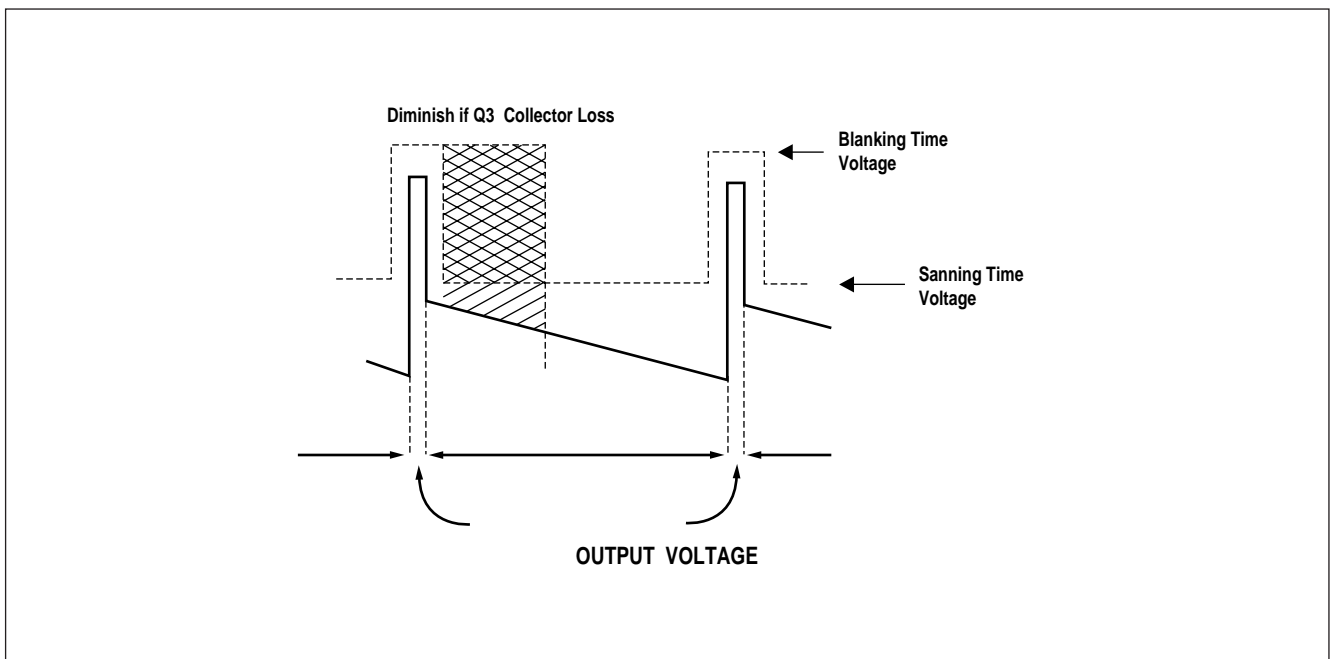 Diminish if Q3 Collector Loss
Blanking Time
Voltage
Sanning Time
Voltage
OUTPUT VOLTAGE